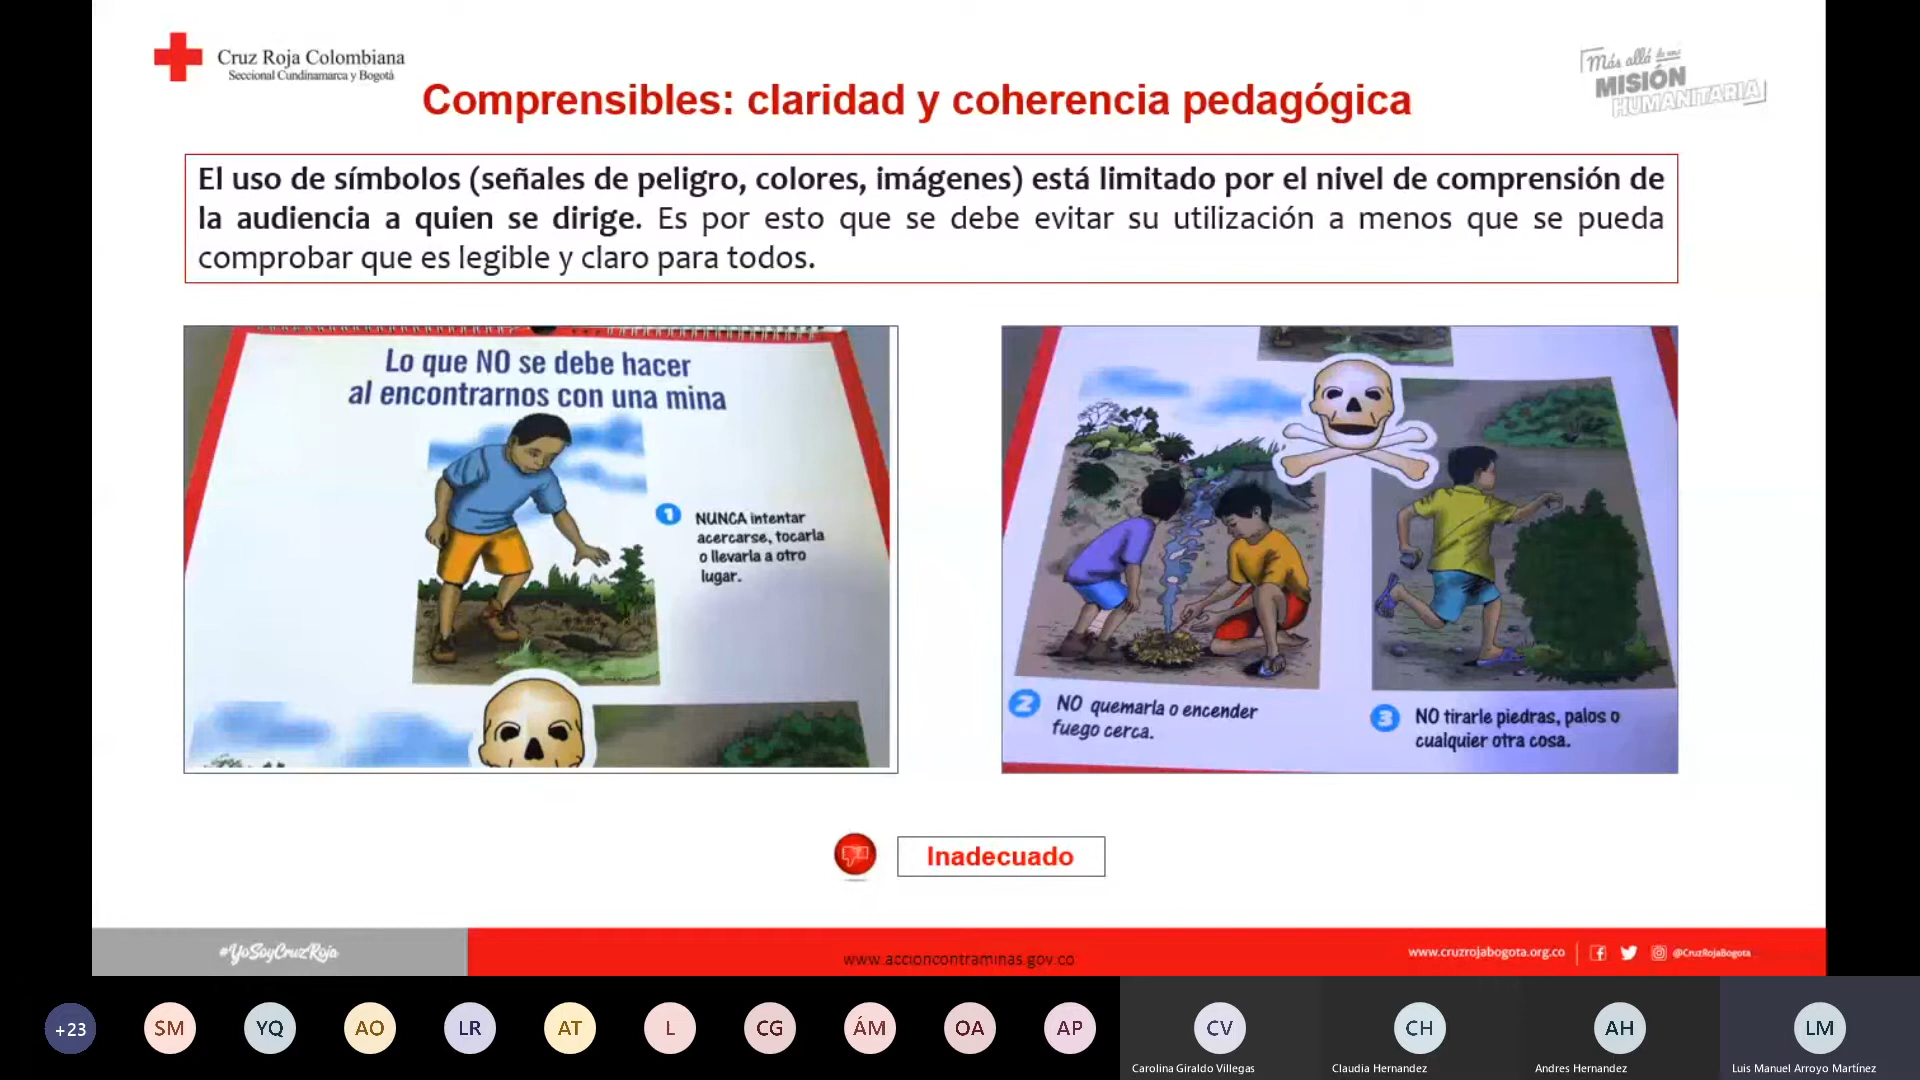 Cruz Roja Colombiana
Seccional Cundinamarca y Bogotá
Más allá de una
MISIÓN
HUMANITARIA
Comprensibles: claridad y coherencia pedagógica
El uso de símbolos (señales de peligro, colores, imágenes) está limitado por el nivel de comprensión de
la audiencia a quien se dirige. Es por esto que se debe evitar su utilización a menos que se pueda
comprobar que es legible y claro para todos.
Lo que NO se debe hacer
al encontrarnos con una mina
1 NUNCA intentar
acercarse, tocarla
o llevarla a otro
lugar.
2 NO quemarla o encender
fuego cerca.
3 NO tirarle piedras, palos o
cualquier otra cosa.
Inadecuado
#YoSoyCruzRoja
www.accioncontraminas.gov.co
www.cruzrojabogota.org.co
@CruzRojaBogota
+23
SM
YQ
AO
LR
AT
L
CG
ÁM
OA
AP
CV
CH
AH
LM
Carolina Giraldo Villegas
Claudia Hernandez
Andres Hernandez
Luis Manuel Arroyo Martínez